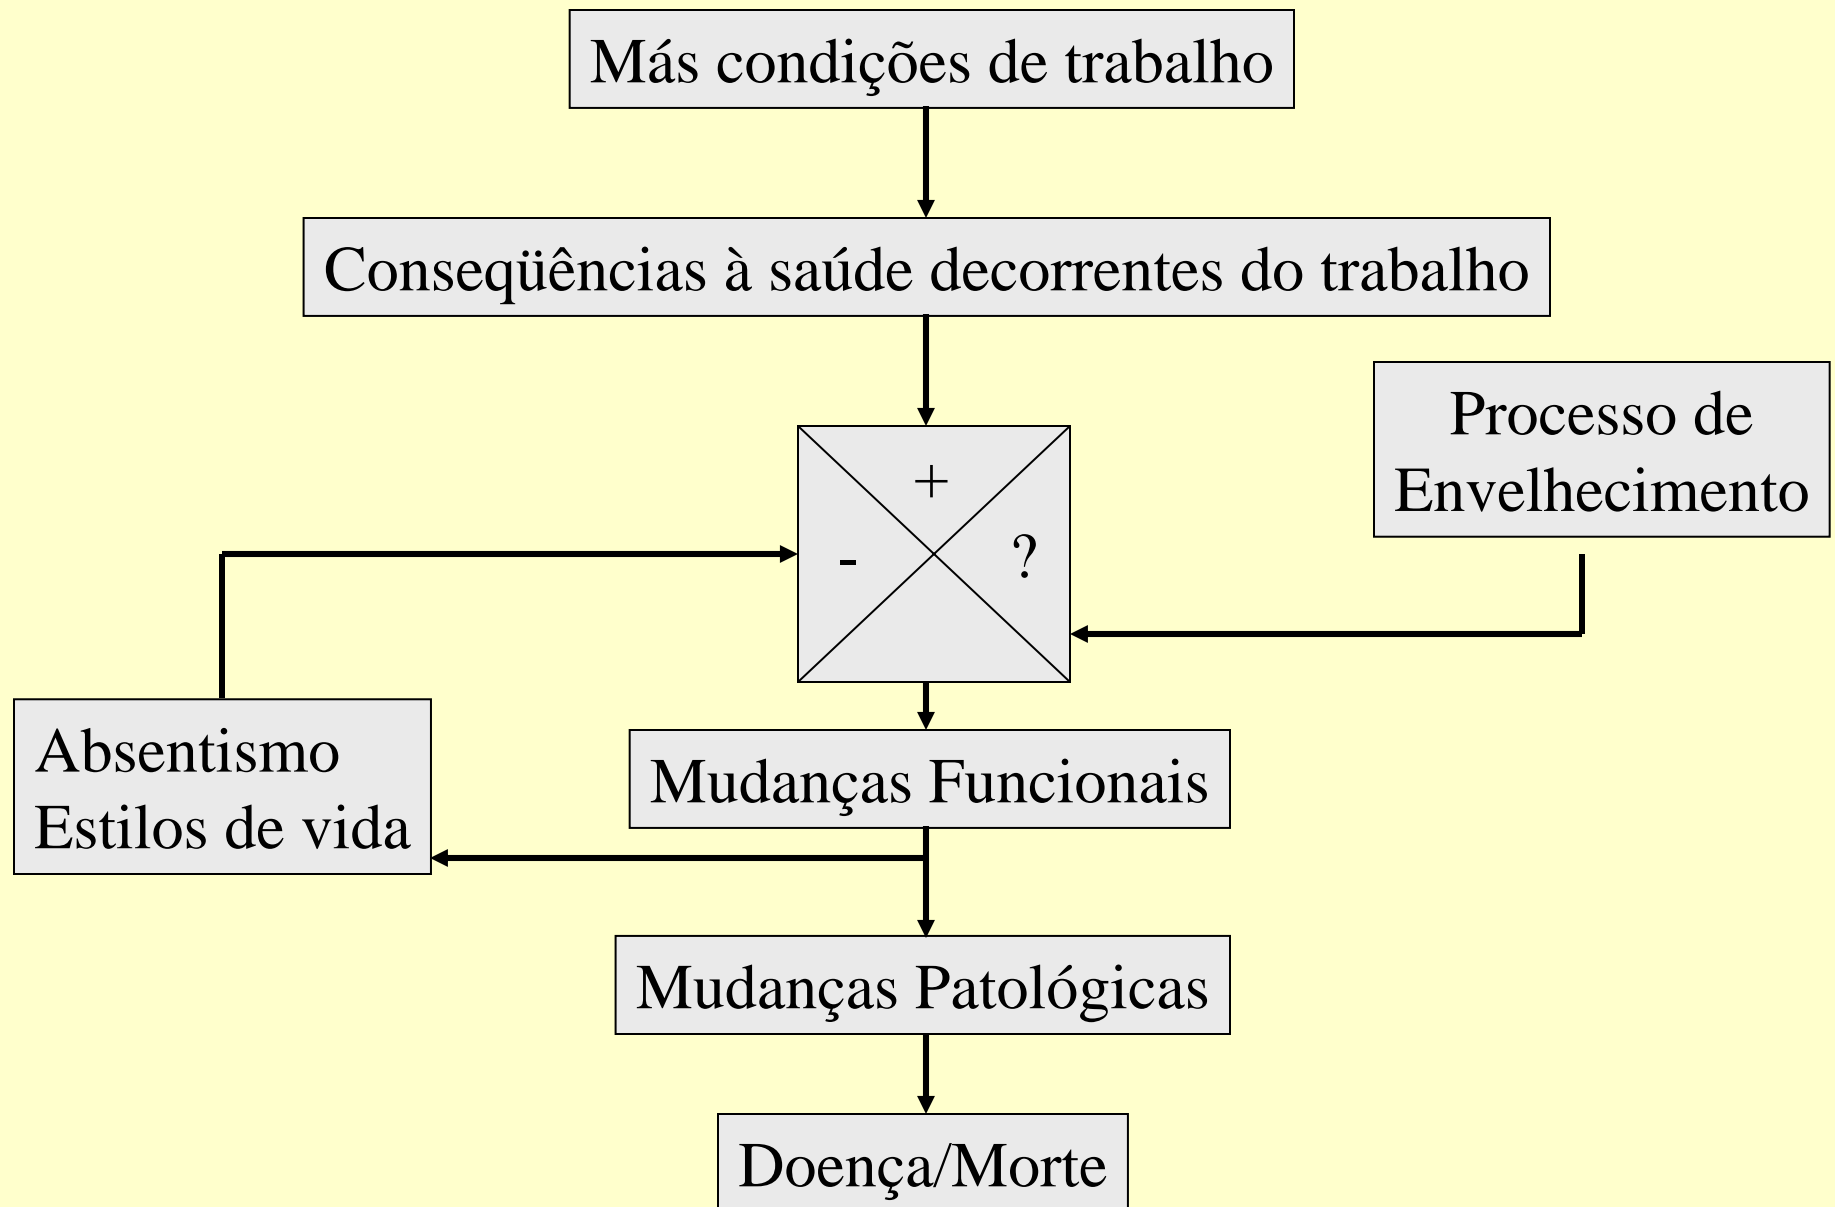 Más condições de trabalho
Conseqüências à saúde decorrentes do trabalho
Processo de
Envelhecimento
+
-
?
Absentismo
Estilos de vida
Mudanças Funcionais
Mudanças Patológicas
Doença/Morte